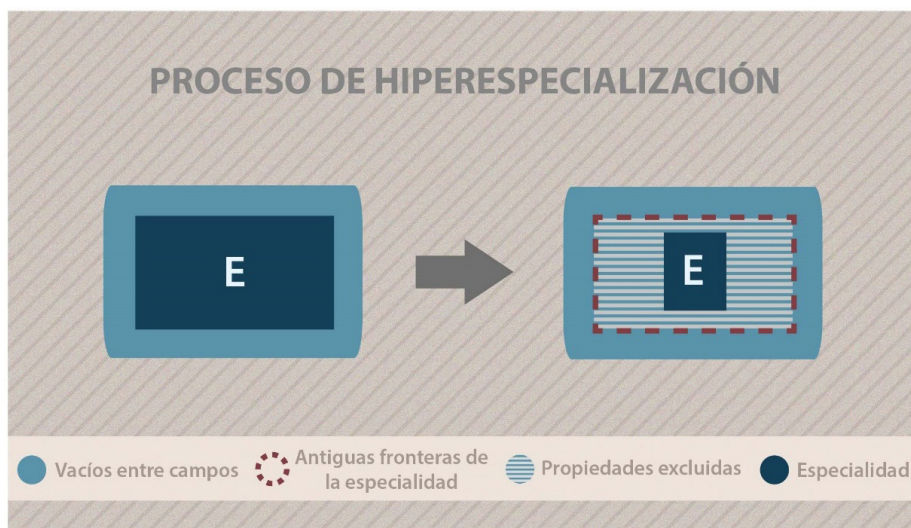 PROCESO DE HIPERESPECIALIZACIÓN
E
E
Vacíos entre campos
Antiguas fronteras de
la especialidad
Propiedades excluidas
Especialidad